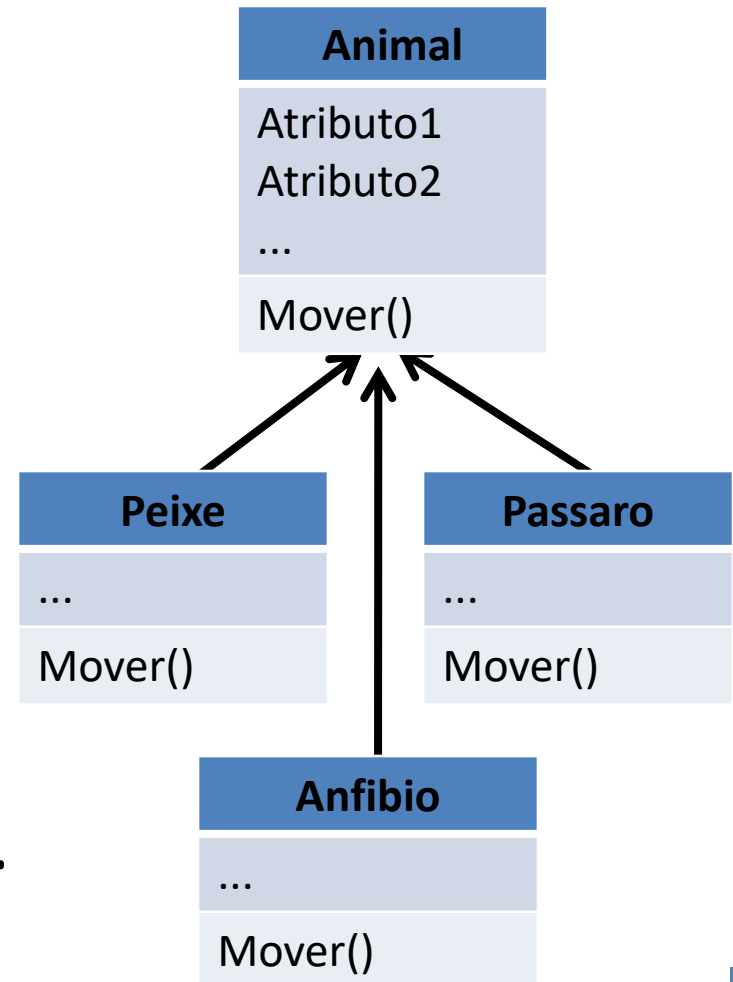 Animal
Atributo1
Atributo2
...
Mover()
Peixe
...
Mover()
Passaro
...
Mover()
Anfibio
...
Mover()
.